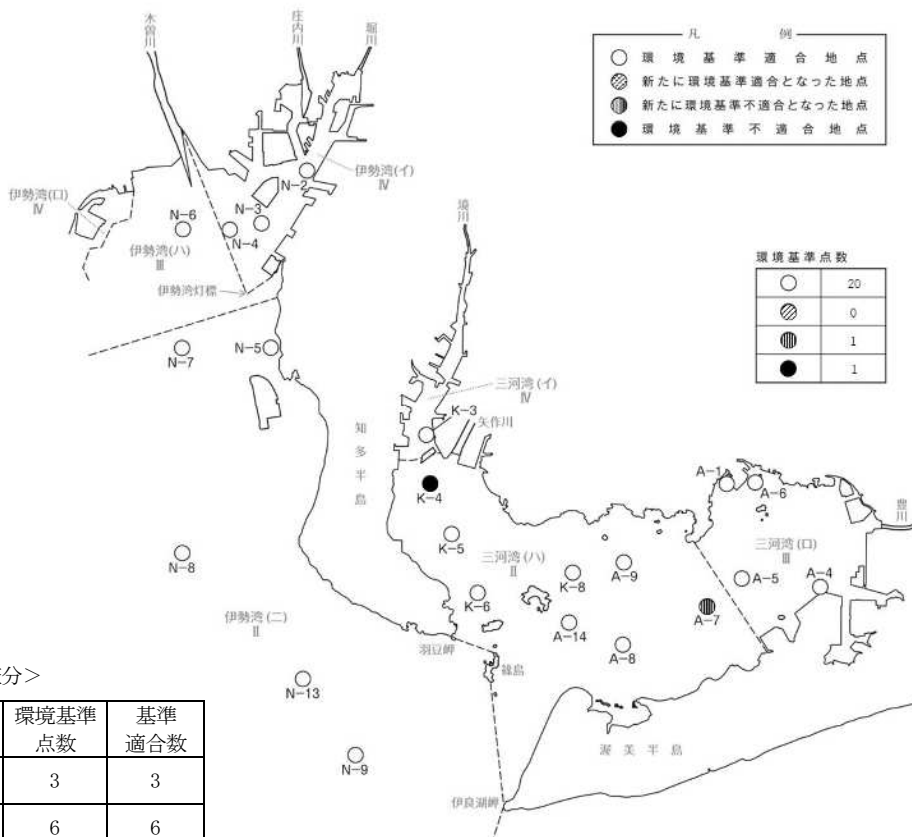 木曽川
庄内川
堀川
凡　例
環境基準適合地点
新たに環境基準適合となった地点
新たに環境基準不適合となった地点
環境基準不適合地点
伊勢湾(イ)
Ⅳ
N-2
伊勢湾(ロ)
Ⅳ
N-6
N-3
N-4
境川
伊勢湾(ハ)
Ⅲ
伊勢湾灯標
環境基準点数
20
0
1
1
N-7
N-5
三河湾(イ)
Ⅳ
K-3
矢作川
知多半島
K-4
A-1
A-6
豊川
K-5
三河湾(ハ)
Ⅱ
三河湾(ロ)
Ⅲ
N-8
K-8
A-9
A-5
A-4
K-6
A-7
伊勢湾(二)
Ⅱ
A-14
A-8
羽豆岬
篠島
分＞
N-13
環境基準
点数
基準
適合数
3
3
6
6
渥美半島
N-9
伊良湖岬